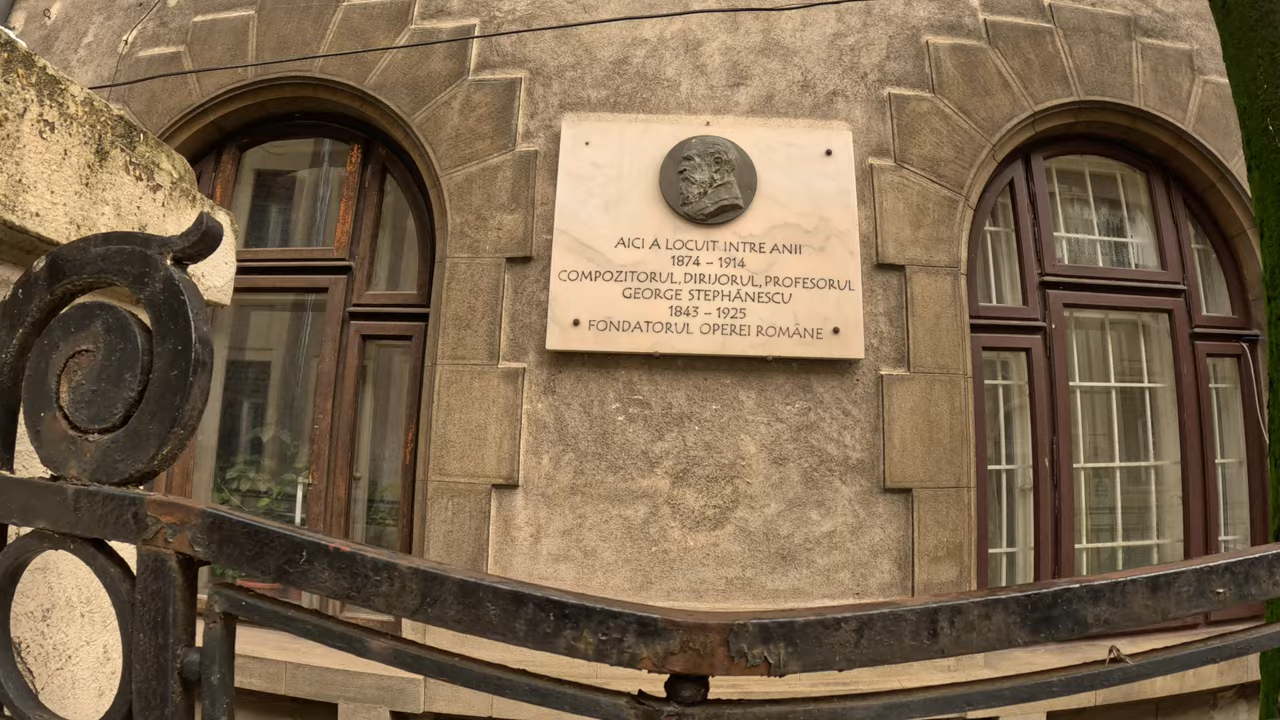 AICI A LOCUIT INTRE ANII
1874 – 1914
COMPOZITORUL, DIRIJORUL, PROFESORUL
GEORGE STEPHĂNESCU
1843 – 1925
FONDATORUL OPEREI ROMÂNE